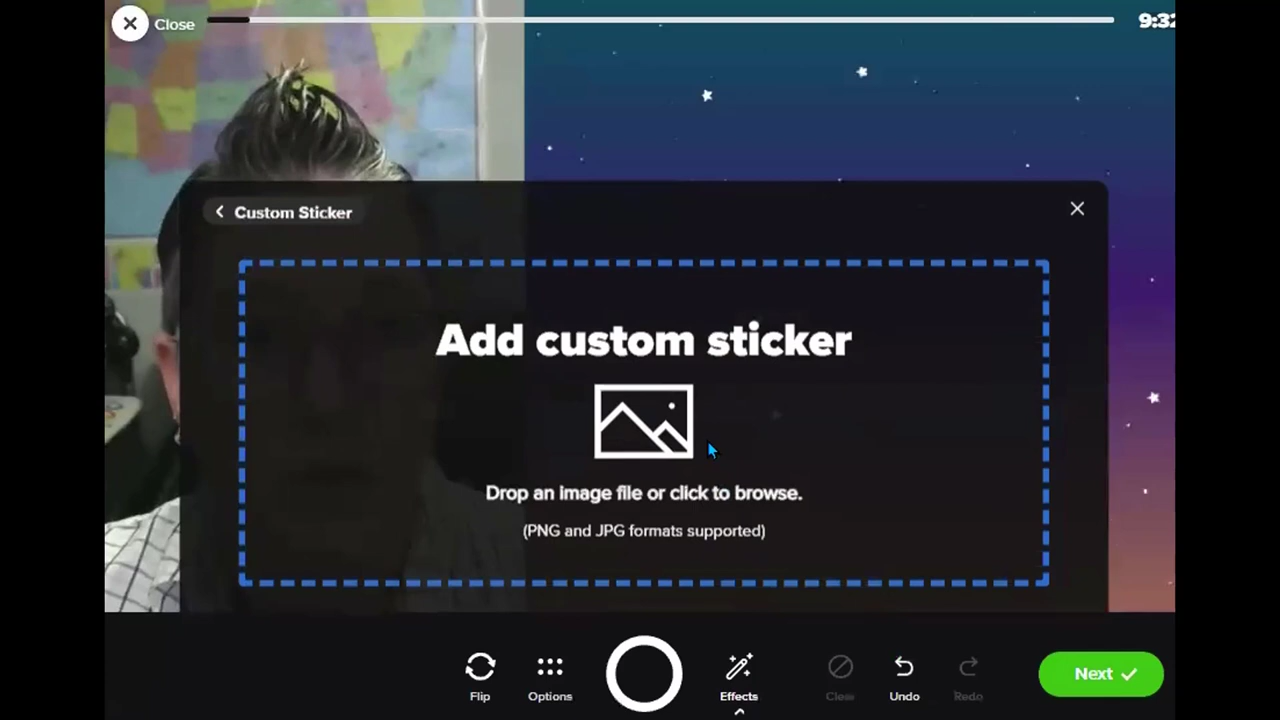 Close
9:32
Custom Sticker
Add custom sticker
Drop an image file or click to browse.
(PNG and JPG formats supported)
Flip
Options
Effects
Clear
Undo
Redo
Next